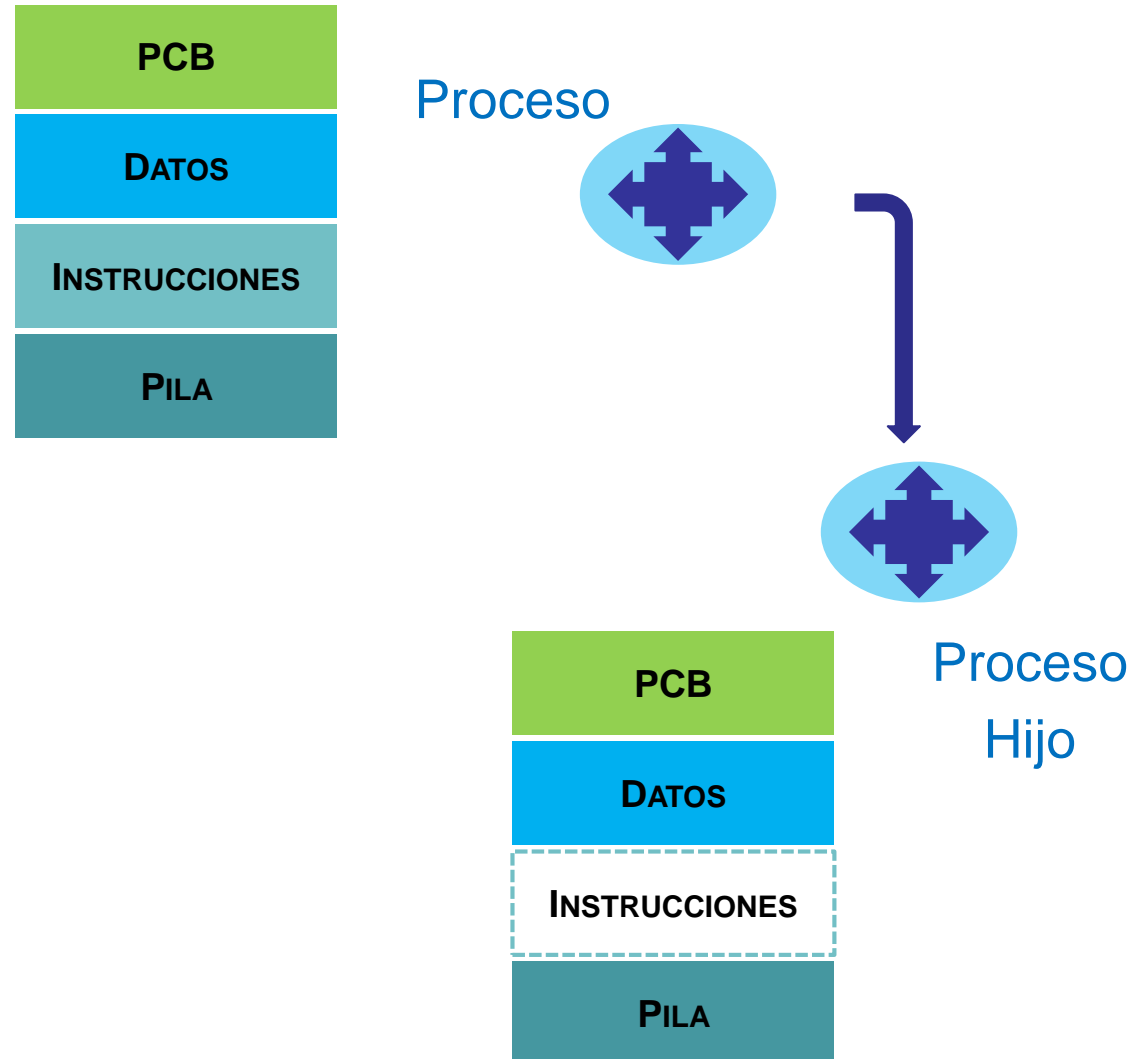 PCB
DATOS
INSTRUCCIONES
PILA
Proceso
PCB
DATOS
INSTRUCCIONES
PILA
Proceso
Hijo